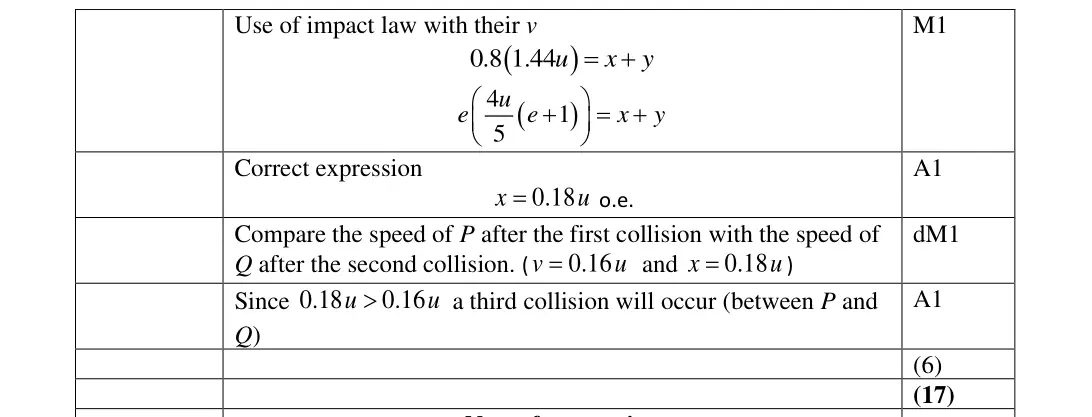 Use of impact law with their v M1
0.8(1.44u) = x + y
e(4u/5 (e+1)) = x + y
Correct expression A1
x = 0.18u o.e.
Compare the speed of P after the first collision with the speed of dM1
Q after the second collision. (v = 0.16u and x = 0.18u)
Since 0.18u > 0.16u a third collision will occur (between P and A1
Q)
(6)
(17)